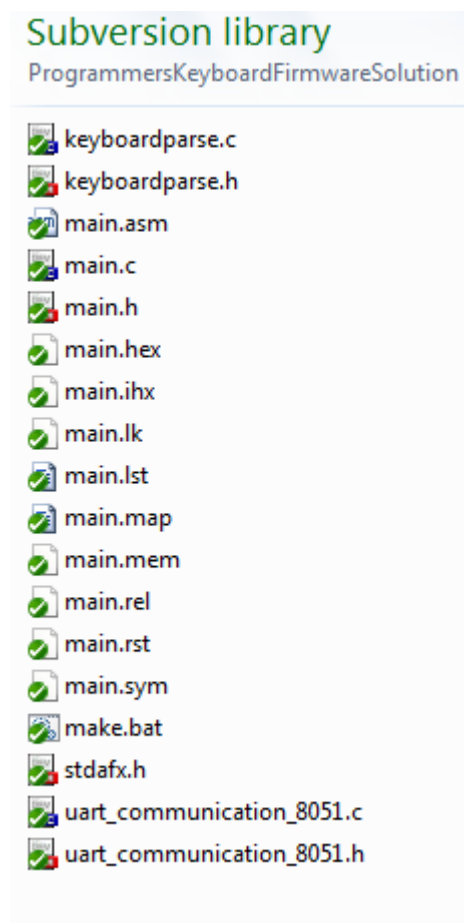 Subversion library
ProgrammersKeyboardFirmwareSolution
keyboardparse.c
keyboardparse.h
main.asm
main.c
main.h
main.hex
main.ihx
main.lk
main.lst
main.map
main.mem
main.rel
main.rst
main.sym
make.bat
stdafx.h
uart_communication_8051.c
uart_communication_8051.h